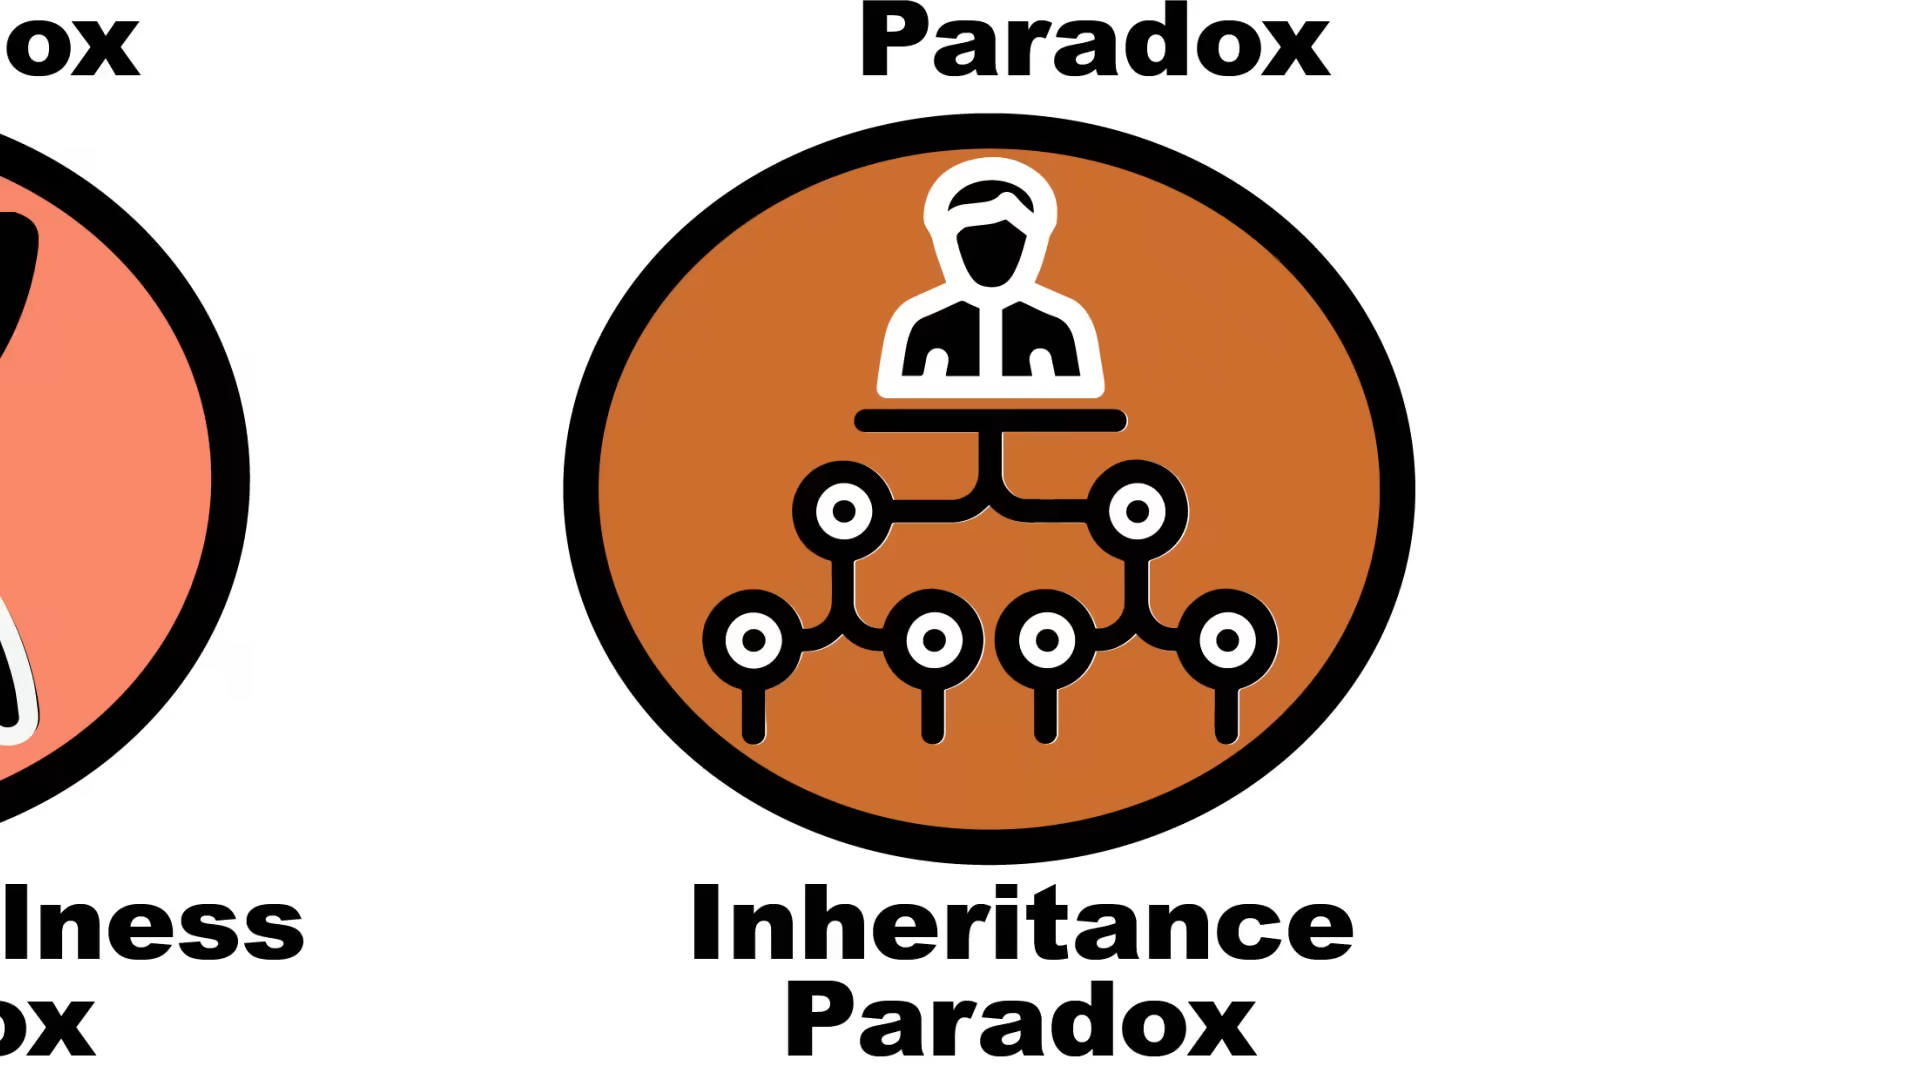 ox
Paradox
lness
ox
Inheritance
Paradox